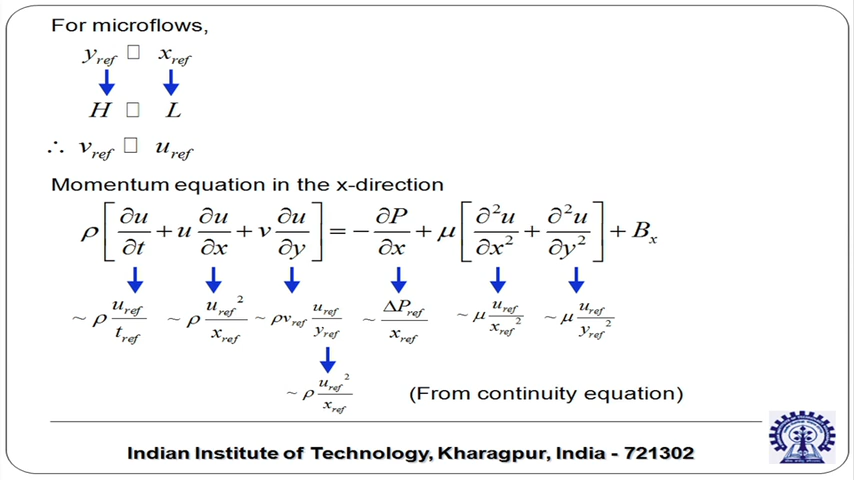 For microflows,
y_ref □ x_ref
H □ L
∴ v_ref □ u_ref
Momentum equation in the x-direction
ρ[∂u/∂t + u ∂u/∂x + v ∂u/∂y] = −∂P/∂x + μ[∂²u/∂x² + ∂²u/∂y²] + B_x
~ ρ u_ref/t_ref ~ ρ u_ref²/x_ref ~ ρv_ref u_ref/y_ref ~ ΔP_ref/x_ref ~ μ u_ref/x_ref² ~ μ u_ref/y_ref²
~ ρ u_ref²/x_ref (From continuity equation)
Indian Institute of Technology, Kharagpur, India - 721302